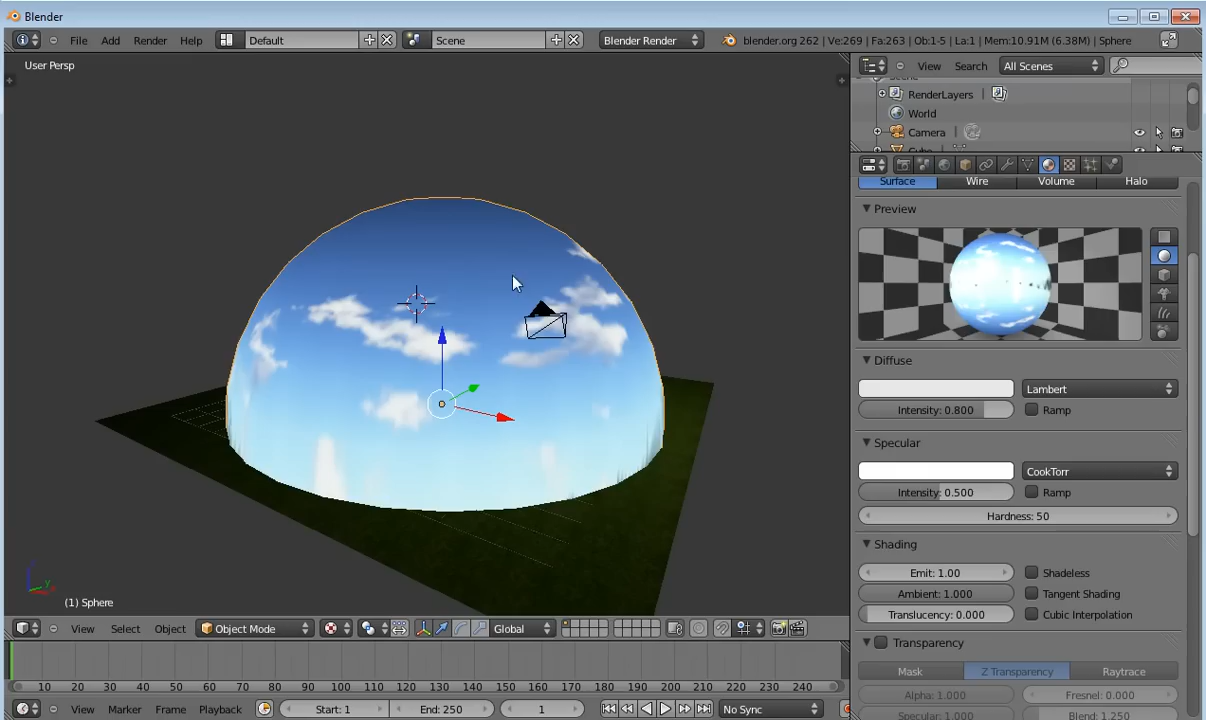 Blender
File Add Render Help Default Scene Blender Render blender.org 262 | Ve:269 | Fa:263 | Ob:1-5 | La:1 | Mem:10.91M (6.38M) | Sphere
User Persp
View Search All Scenes
RenderLayers
World
Camera
Surface Wire Volume Halo
Preview
Diffuse
Lambert
Intensity: 0.800 Ramp
Specular
CookTorr
Intensity: 0.500 Ramp
Hardness: 50
Shading
Emit: 1.00 Shadeless
Ambient: 1.000 Tangent Shading
Translucency: 0.000 Cubic Interpolation
Transparency
Mask Z Transparency Raytrace
Alpha: 1.000 Fresnel: 0.000
Specular: 1.000 Blend: 1.250
(1) Sphere
View Select Object Object Mode Global
10 20 30 40 50 60 70 80 90 100 110 120 130 140 150 160 170 180 190 200 210 220 230 240
View Marker Frame Playback Start: 1 End: 250 1 No Sync